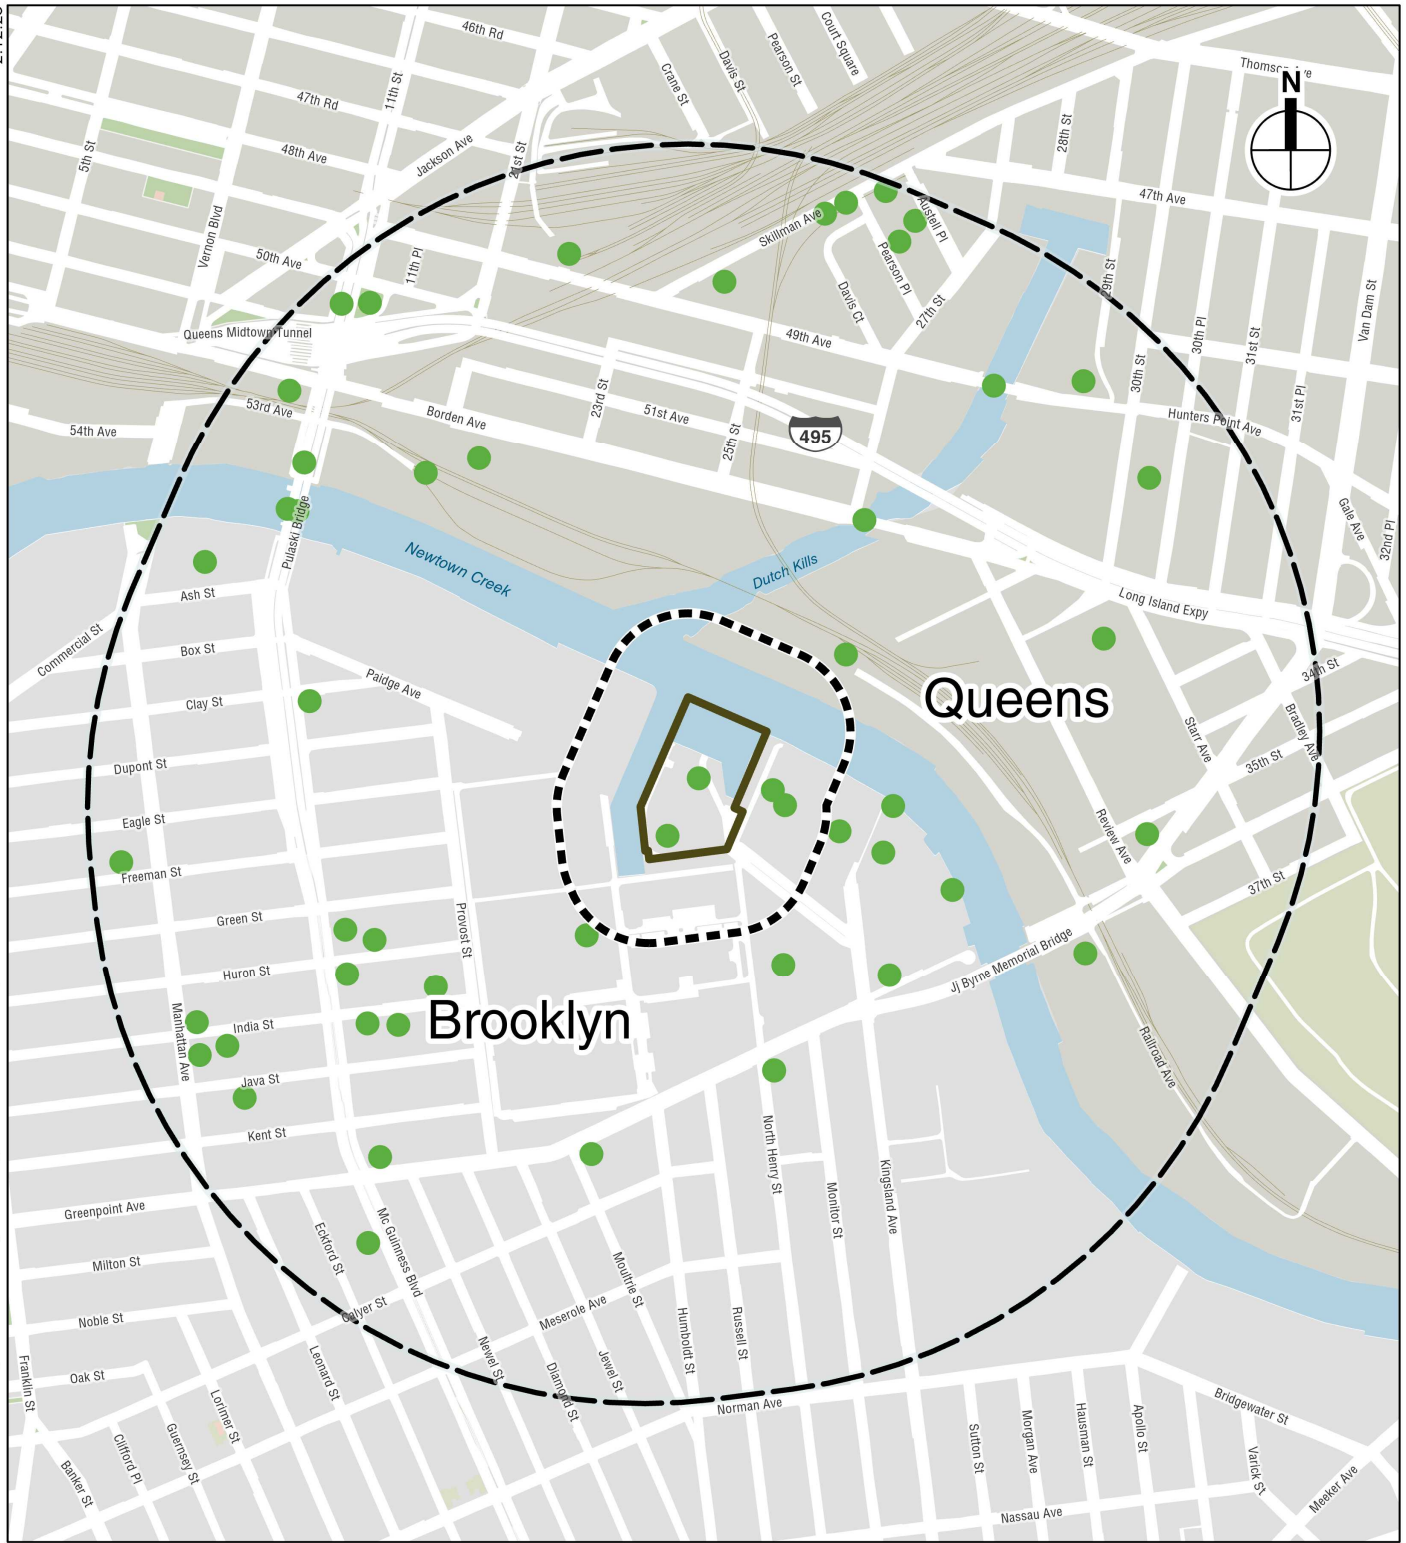 46th Rd
Crane St
Davis St
Pearson St
Court Square
Thomson Ave
N
47th Rd
11th St
28th St
5th St
48th Ave
Jackson Ave
21st St
47th Ave
Vernon Blvd
50th Ave
11th Pl
Skillman Ave
Austell Pl
Pearson Pl
Davis Ct
27th St
29th St
Van Dam St
Queens Midtown Tunnel
49th Ave
30th Pl
31st St
30th St
31st Pl
53rd Ave
Borden Ave
23rd St
51st Ave
25th St
495
Hunters Point Ave
54th Ave
Gale Ave
32nd Pl
Pulaski Bridge
Newtown Creek
Dutch Kills
Long Island Expy
Ash St
Commercial St
Box St
Paidge Ave
Clay St
Queens
34th St
Starr Ave
Bradley Ave
35th St
Dupont St
Eagle St
Review Ave
Freeman St
37th St
Green St
Provost St
Jj Byrne Memorial Bridge
Huron St
Manhattan Ave
India St
Brooklyn
Railroad Ave
Java St
Kent St
North Henry St
Kingsland Ave
Monitor St
Greenpoint Ave
Eckford St
Mc Guinness Blvd
Milton St
Moultrie St
Calyer St
Meserole Ave
Noble St
Humboldt St
Russell St
Newel St
Leonard St
Diamond St
Jewel St
Franklin St
Oak St
Norman Ave
Lorimer St
Bridgewater St
Guernsey St
Clifford Pl
Banker St
Sutton St
Morgan Ave
Hausman St
Apollo St
Varick St
Meeker Ave
Nassau Ave